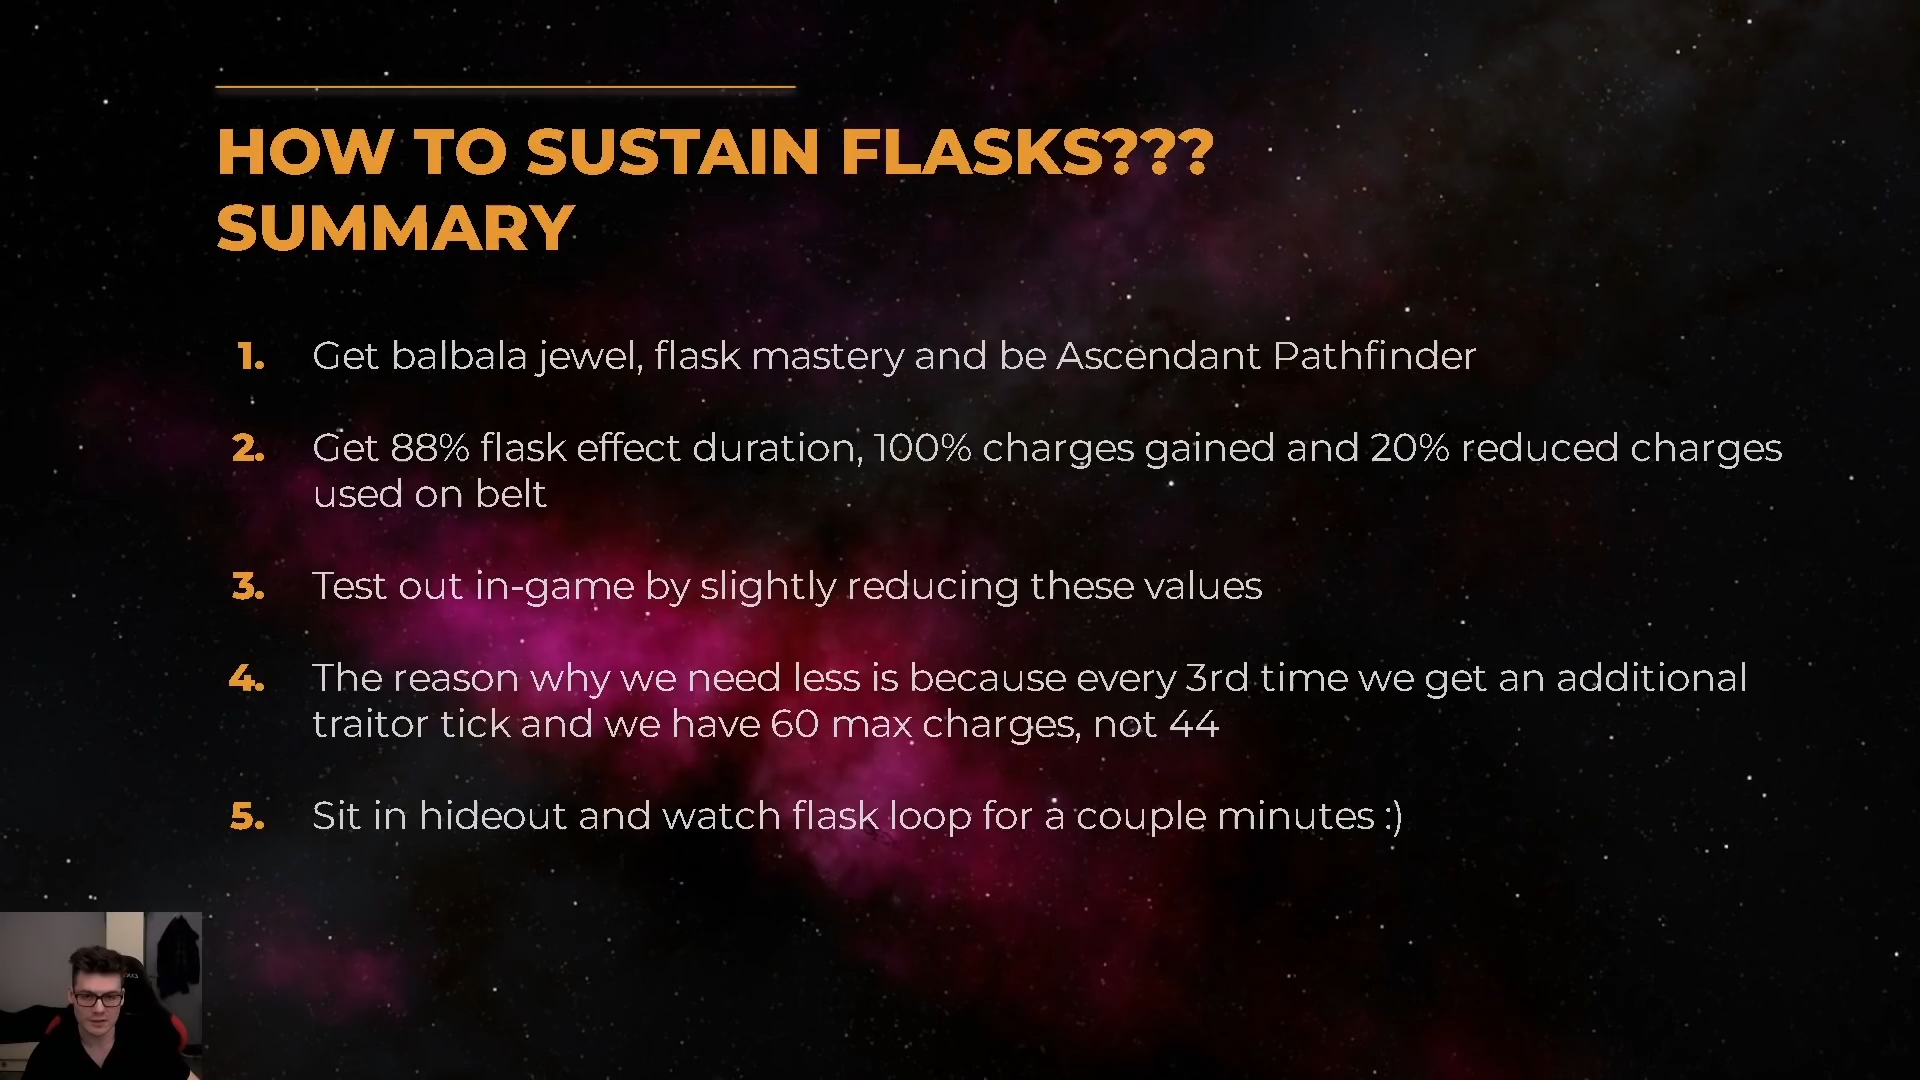 HOW TO SUSTAIN FLASKS???
SUMMARY
1. Get balbala jewel, flask mastery and be Ascendant Pathfinder
2. Get 88% flask effect duration, 100% charges gained and 20% reduced charges
used on belt
3. Test out in-game by slightly reducing these values
4. The reason why we need less is because every 3rd time we get an additional
traitor tick and we have 60 max charges, not 44
5. Sit in hideout and watch flask loop for a couple minutes :)